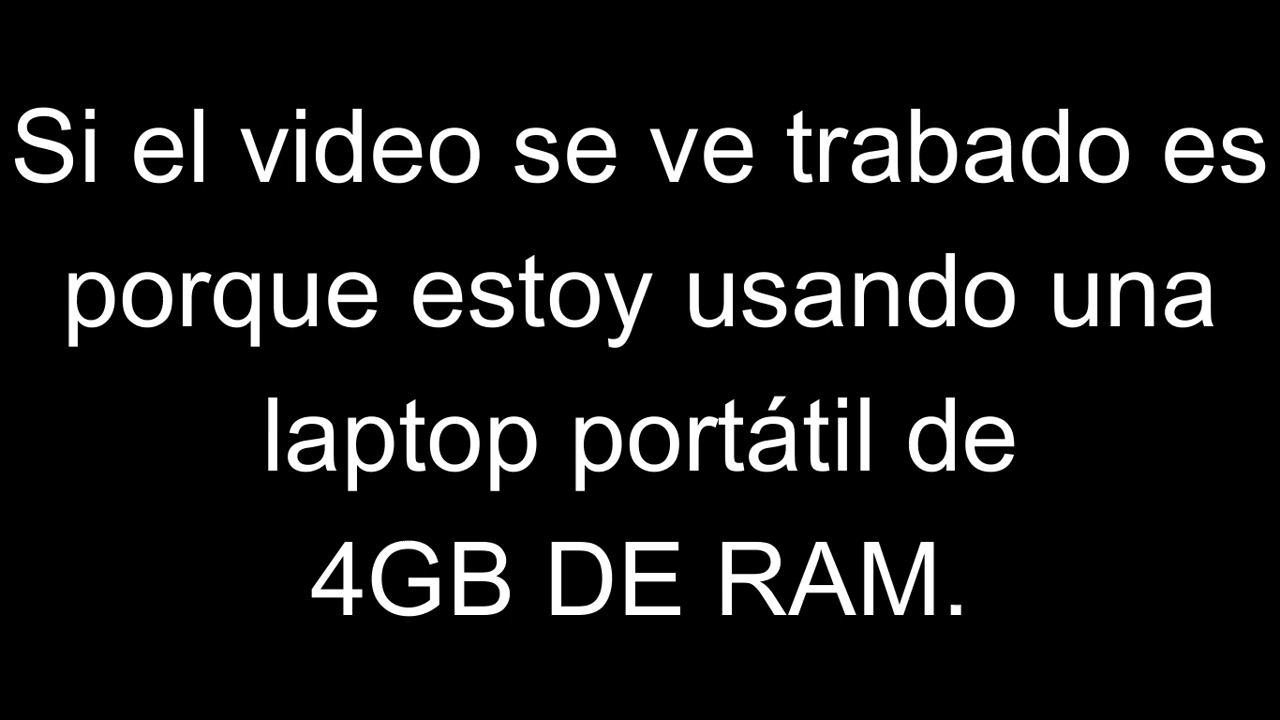 Si el video se ve trabado es
porque estoy usando una
laptop portátil de
4GB DE RAM.